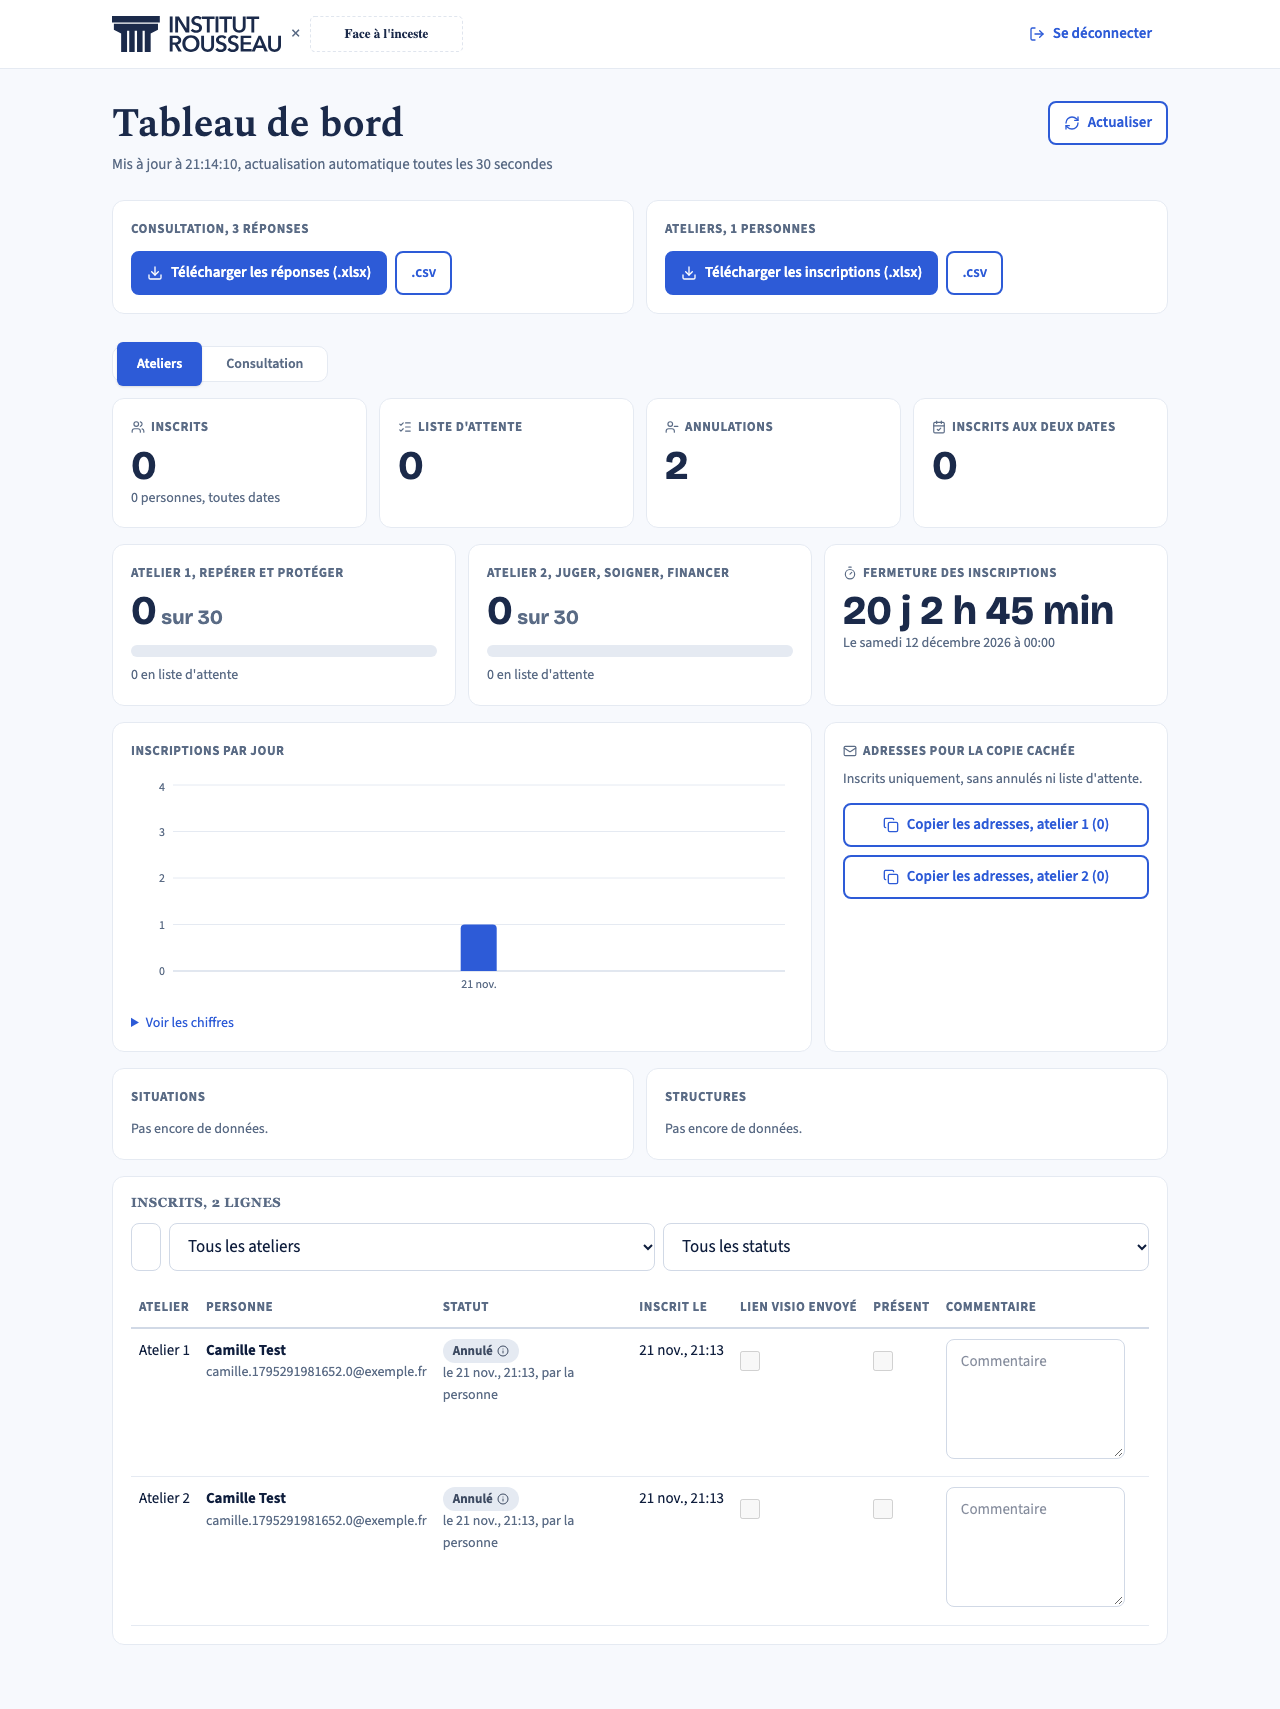 INSTITUT
ROUSSEAU
×
Face à l'inceste
Se déconnecter
Tableau de bord
Actualiser
Mis à jour à 21:14:10, actualisation automatique toutes les 30 secondes
CONSULTATION, 3 RÉPONSES
Télécharger les réponses (.xlsx)
.csv
ATELIERS, 1 PERSONNES
Télécharger les inscriptions (.xlsx)
.csv
Ateliers
Consultation
INSCRITS
0
0 personnes, toutes dates
LISTE D'ATTENTE
0
ANNULATIONS
2
INSCRITS AUX DEUX DATES
0
ATELIER 1, REPÉRER ET PROTÉGER
0 sur 30
0 en liste d'attente
ATELIER 2, JUGER, SOIGNER, FINANCER
0 sur 30
0 en liste d'attente
FERMETURE DES INSCRIPTIONS
20 j 2 h 45 min
Le samedi 12 décembre 2026 à 00:00
INSCRIPTIONS PAR JOUR
4
3
2
1
0
21 nov.
Voir les chiffres
ADRESSES POUR LA COPIE CACHÉE
Inscrits uniquement, sans annulés ni liste d'attente.
Copier les adresses, atelier 1 (0)
Copier les adresses, atelier 2 (0)
SITUATIONS
Pas encore de données.
STRUCTURES
Pas encore de données.
INSCRITS, 2 LIGNES
Tous les ateliers
Tous les statuts
ATELIER PERSONNE STATUT INSCRIT LE LIEN VISIO ENVOYÉ PRÉSENT COMMENTAIRE
Atelier 1 Camille Test Annulé 21 nov., 21:13 Commentaire
camille.1795291981652.0@exemple.fr le 21 nov., 21:13, par la
personne
Atelier 2 Camille Test Annulé 21 nov., 21:13 Commentaire
camille.1795291981652.0@exemple.fr le 21 nov., 21:13, par la
personne